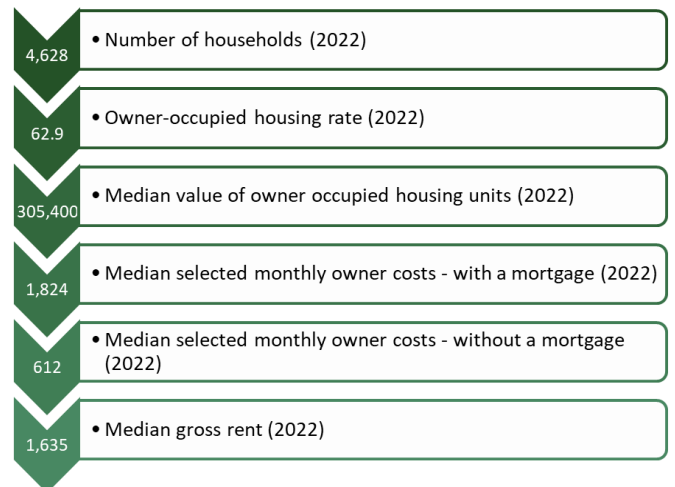 4,628
• Number of households (2022)
62.9
• Owner-occupied housing rate (2022)
305,400
• Median value of owner occupied housing units (2022)
1,824
• Median selected monthly owner costs - with a mortgage (2022)
612
• Median selected monthly owner costs - without a mortgage
(2022)
1,635
• Median gross rent (2022)